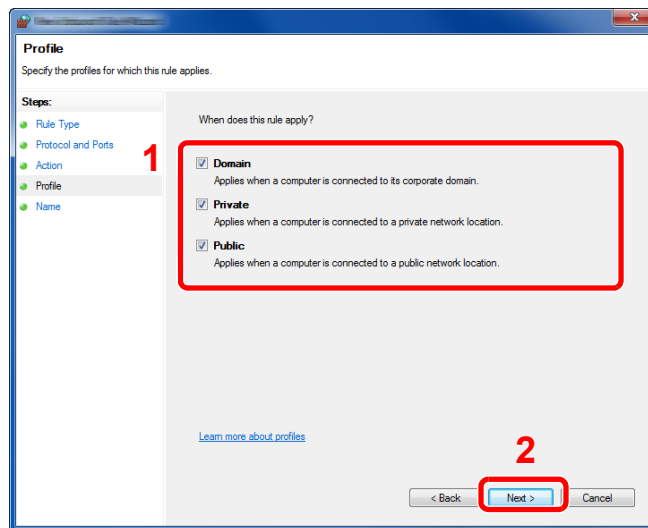 Profile
Specify the profiles for which this rule applies.
Steps:
Rule Type
Protocol and Ports
Action
Profile
Name
When does this rule apply?
1
Domain
Applies when a computer is connected to its corporate domain.
Private
Applies when a computer is connected to a private network location.
Public
Applies when a computer is connected to a public network location.
Learn more about profiles
2
< Back
Next >
Cancel